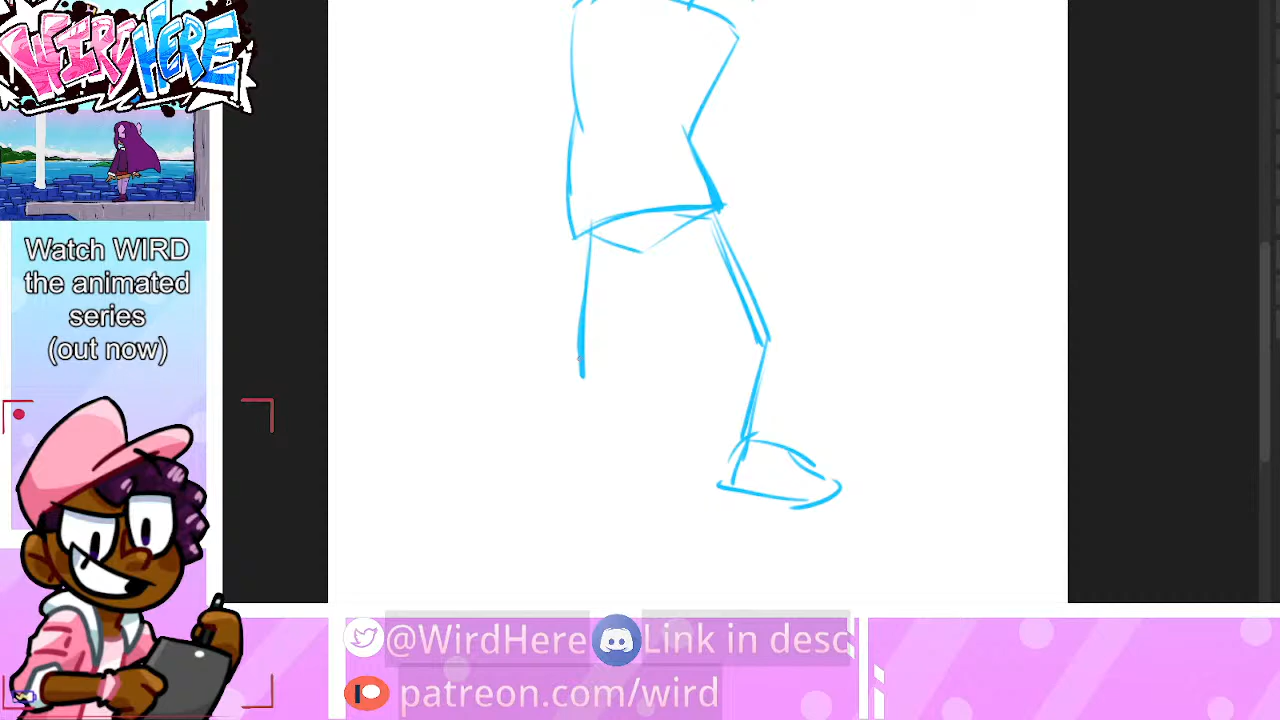 WIRDHERE
Watch WIRD
the animated
series
(out now)
@WirdHere Link in desc
patreon.com/wird